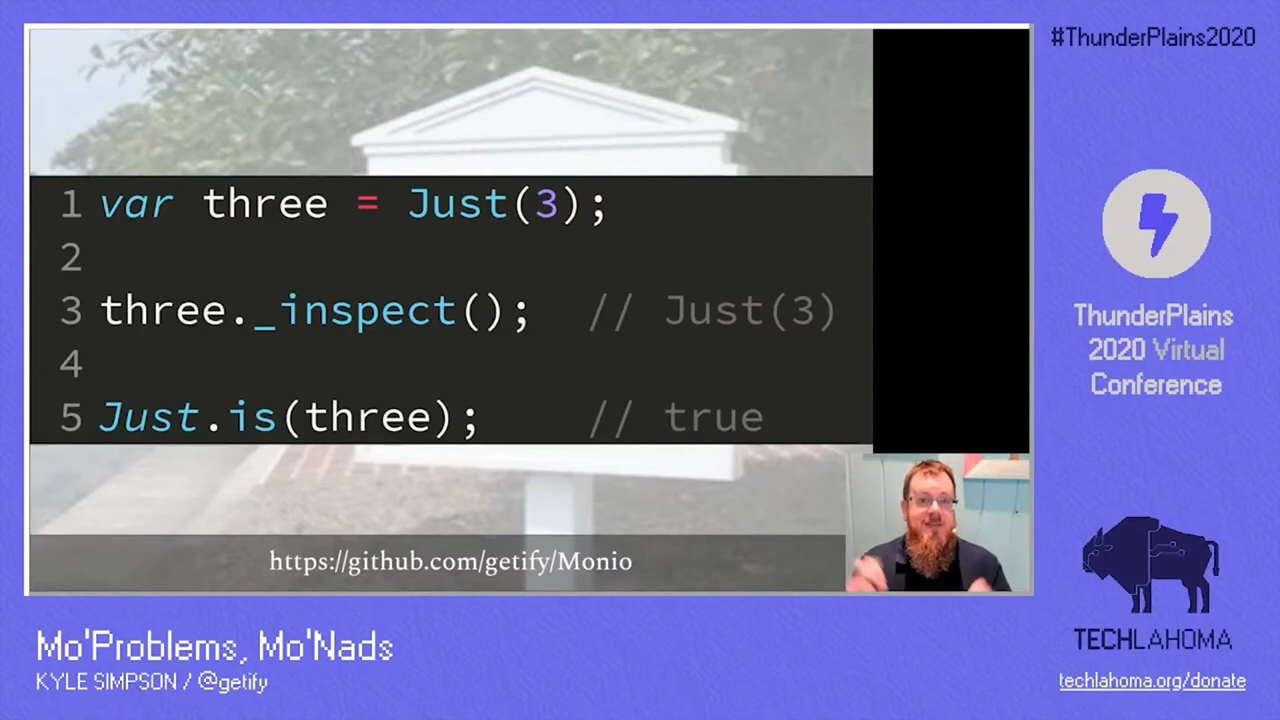 #ThunderPlains2020
1 var three = Just(3);
2
3 three._inspect(); // Just(3)
4
5 Just.is(three); // true
https://github.com/getify/Monio
ThunderPlains
2020 Virtual
Conference
TECHLAHOMA
techlahoma.org/donate
Mo'Problems, Mo'Nads
KYLE SIMPSON / @getify